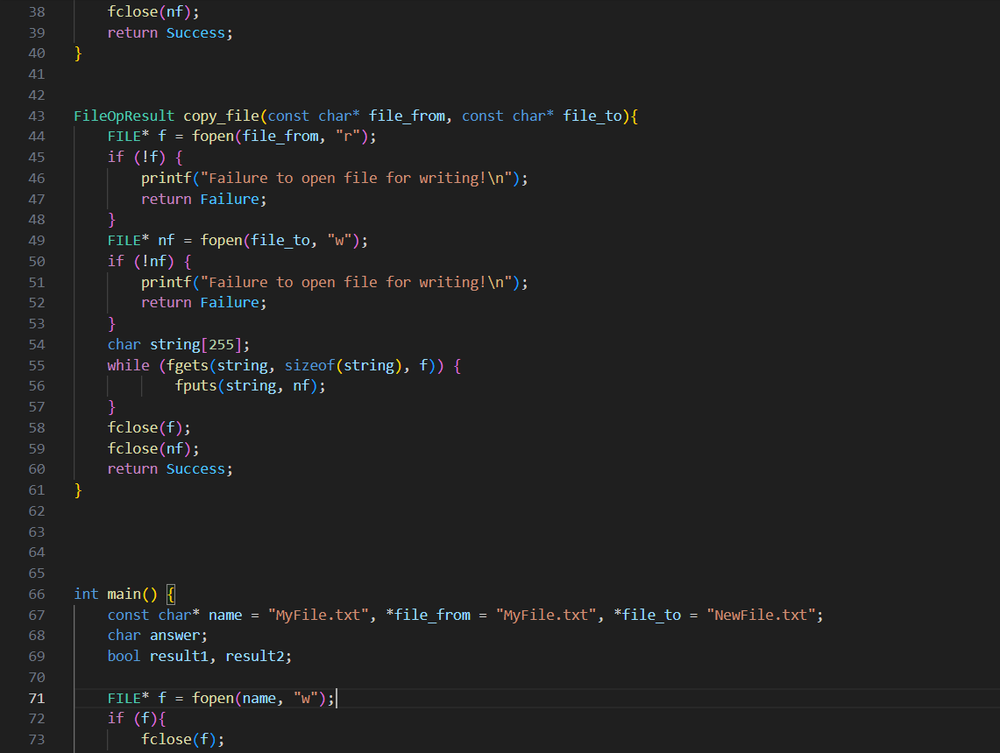 38 fclose(nf);
39 return Success;
40 }
41
42
43 FileOpResult copy_file(const char* file_from, const char* file_to){
44 FILE* f = fopen(file_from, "r");
45 if (!f) {
46 printf("Failure to open file for writing!\n");
47 return Failure;
48 }
49 FILE* nf = fopen(file_to, "w");
50 if (!nf) {
51 printf("Failure to open file for writing!\n");
52 return Failure;
53 }
54 char string[255];
55 while (fgets(string, sizeof(string), f)) {
56 fputs(string, nf);
57 }
58 fclose(f);
59 fclose(nf);
60 return Success;
61 }
62
63
64
65
66 int main() {
67 const char* name = "MyFile.txt", *file_from = "MyFile.txt", *file_to = "NewFile.txt";
68 char answer;
69 bool result1, result2;
70
71 FILE* f = fopen(name, "w");
72 if (f){
73 fclose(f);